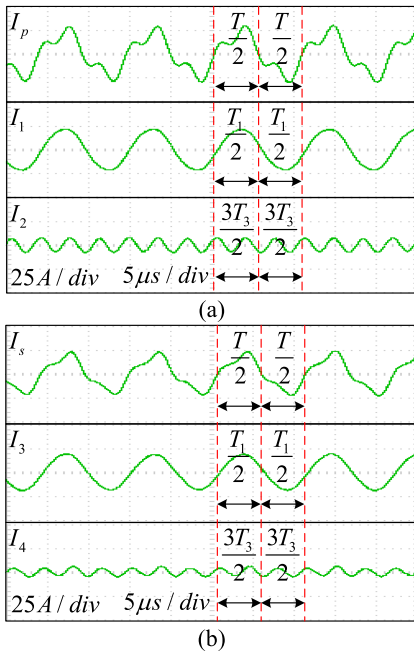 I_p T/2 T/2
I_1 T_1/2 T_1/2
I_2 3T_3/2 3T_3/2
25A / div 5μs / div
(a)
I_s T/2 T/2
I_3 T_1/2 T_1/2
I_4 3T_3/2 3T_3/2
25A / div 5μs / div
(b)